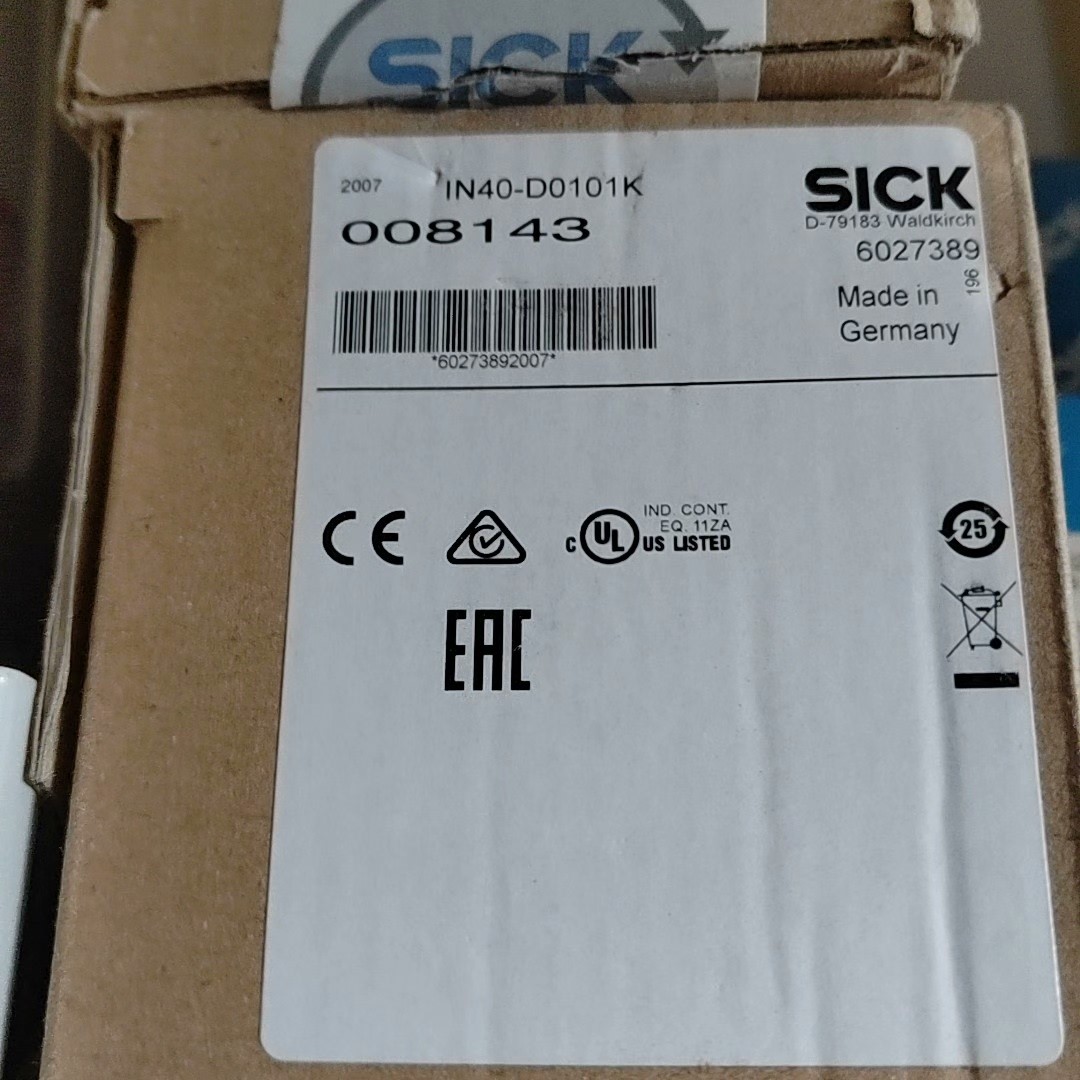 SICK
2007 IN40-D0101K
008143
*60273892007*
SICK
D-79183 Waldkirch
6027389
196
Made in
Germany
CE
c UL US LISTED
IND. CONT.
EQ. 11ZA
25
EAC